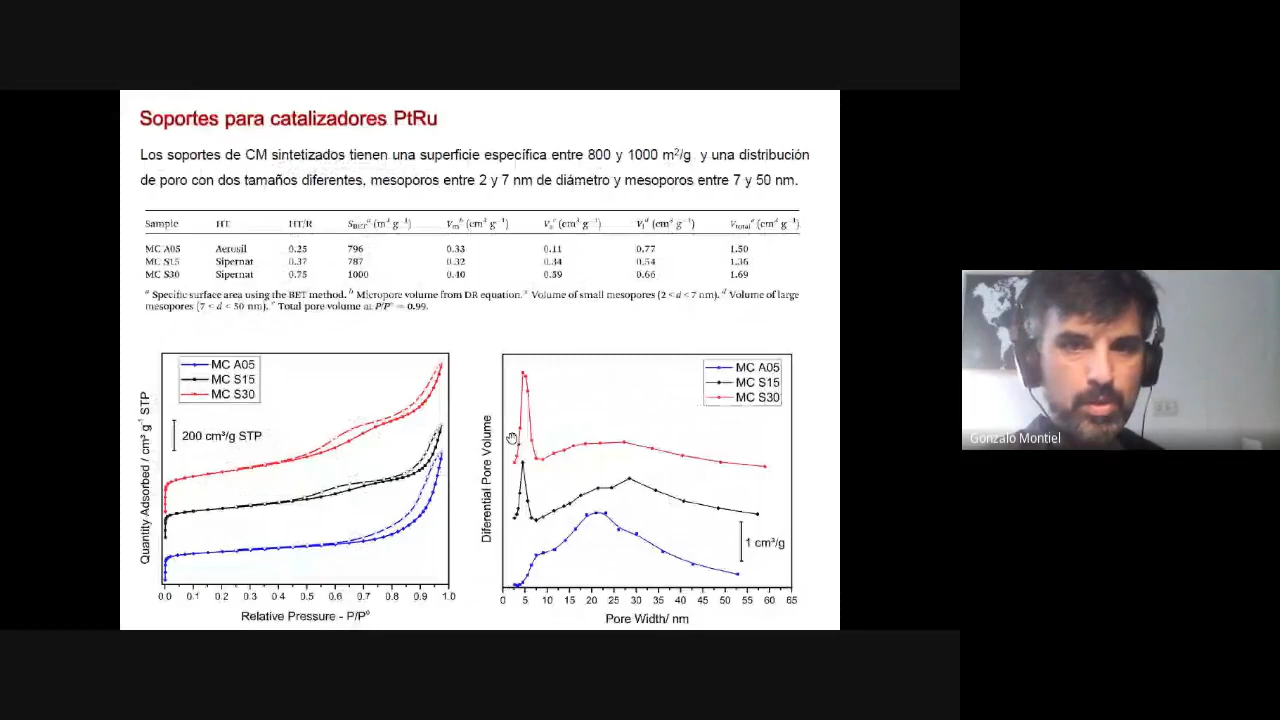 Soportes para catalizadores PtRu
Los soportes de CM sintetizados tienen una superficie específica entre 800 y 1000 m²/g y una distribución
de poro con dos tamaños diferentes, mesoporos entre 2 y 7 nm de diámetro y mesoporos entre 7 y 50 nm.
Sample HT HT/R S_BET^a (m² g⁻¹) V_m^b (cm³ g⁻¹) V_s^c (cm³ g⁻¹) V_l^d (cm³ g⁻¹) V_total^e (cm³ g⁻¹)
MC A05 Aerosil 0.25 796 0.33 0.11 0.77 1.50
MC S15 Sipernat 0.37 787 0.32 0.34 0.54 1.36
MC S30 Sipernat 0.75 1000 0.40 0.59 0.66 1.69
^a Specific surface area using the BET method. ^b Micropore volume from DR equation. ^c Volume of small mesopores (2 < d < 7 nm). ^d Volume of large
mesopores (7 < d < 50 nm). ^e Total pore volume at P/P° = 0.99.
MC A05
MC S15
MC S30
200 cm³/g STP
Quantity Adsorbed / cm³ g⁻¹ STP
0.0 0.1 0.2 0.3 0.4 0.5 0.6 0.7 0.8 0.9 1.0
Relative Pressure - P/P°
MC A05
MC S15
MC S30
Diferential Pore Volume
1 cm³/g
0 5 10 15 20 25 30 35 40 45 50 55 60 65
Pore Width/ nm
Gonzalo Montiel